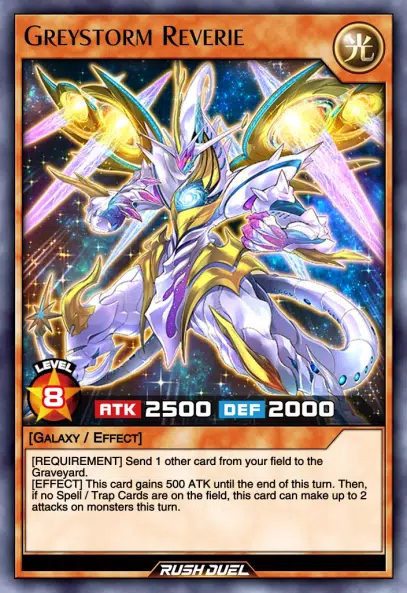 Greystorm Reverie
光
LEVEL
8
ATK 2500 DEF 2000
[Galaxy / Effect]
[REQUIREMENT] Send 1 other card from your field to the
Graveyard.
[EFFECT] This card gains 500 ATK until the end of this turn. Then,
if no Spell / Trap Cards are on the field, this card can make up to 2
attacks on monsters this turn.
RUSH DUEL